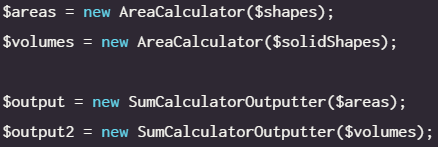 $areas = new AreaCalculator($shapes);
$volumes = new AreaCalculator($solidShapes);
$output = new SumCalculatorOutputter($areas);
$output2 = new SumCalculatorOutputter($volumes);